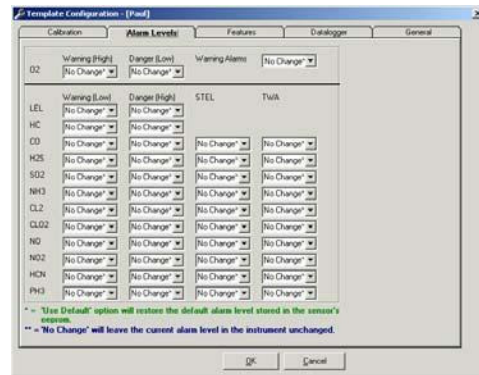 Template Configuration - [Paul]
Calibration Alarm Levels Features Datalogger General
Warning (High) Danger (Low) Warning Alarms No Change*
O2 No Change* No Change*
Warning (Low) Danger (High) STEL TWA
LEL No Change* No Change*
HC No Change* No Change*
CO No Change* No Change* No Change* No Change*
H2S No Change* No Change* No Change* No Change*
SO2 No Change* No Change* No Change* No Change*
NH3 No Change* No Change* No Change* No Change*
CL2 No Change* No Change* No Change* No Change*
CLO2 No Change* No Change* No Change* No Change*
NO No Change* No Change* No Change* No Change*
NO2 No Change* No Change* No Change* No Change*
HCN No Change* No Change* No Change* No Change*
PH3 No Change* No Change* No Change* No Change*
* = 'Use Default' option will restore the default alarm level stored in the sensor's
eeprom.
** = 'No Change' will leave the current alarm level in the instrument unchanged.
OK Cancel